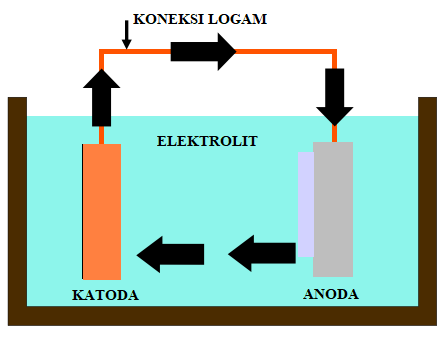 KONEKSI LOGAM
ELEKTROLIT
KATODA
ANODA